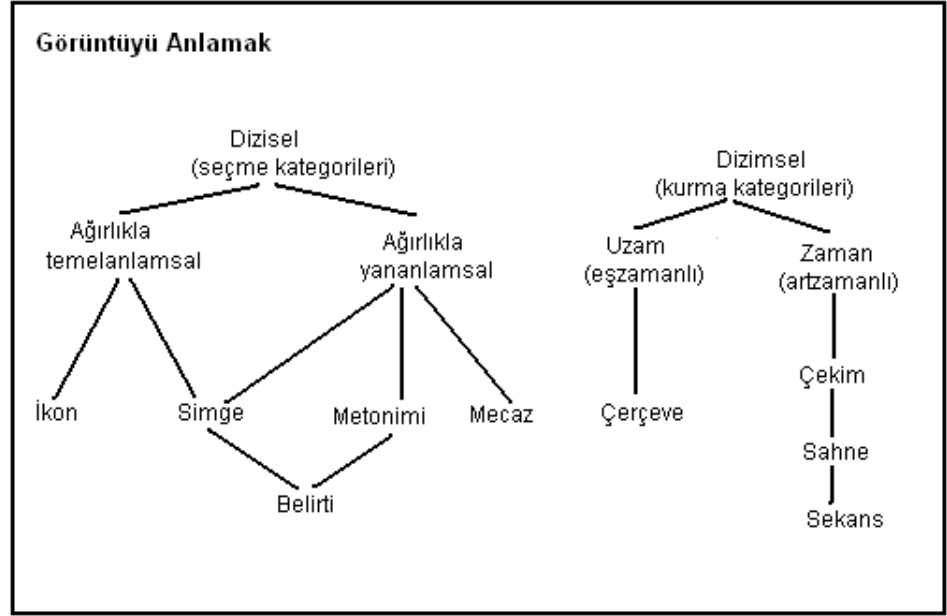 Görüntüyü Anlamak
Dizisel
(seçme kategorileri)
Dizimsel
(kurma kategorileri)
Ağırlıkla
temelanlamsal
Ağırlıkla
yananlamsal
Uzam
(eşzamanlı)
Zaman
(artzamanlı)
İkon
Simge
Metonimi
Mecaz
Çerçeve
Çekim
Sahne
Belirti
Sekans